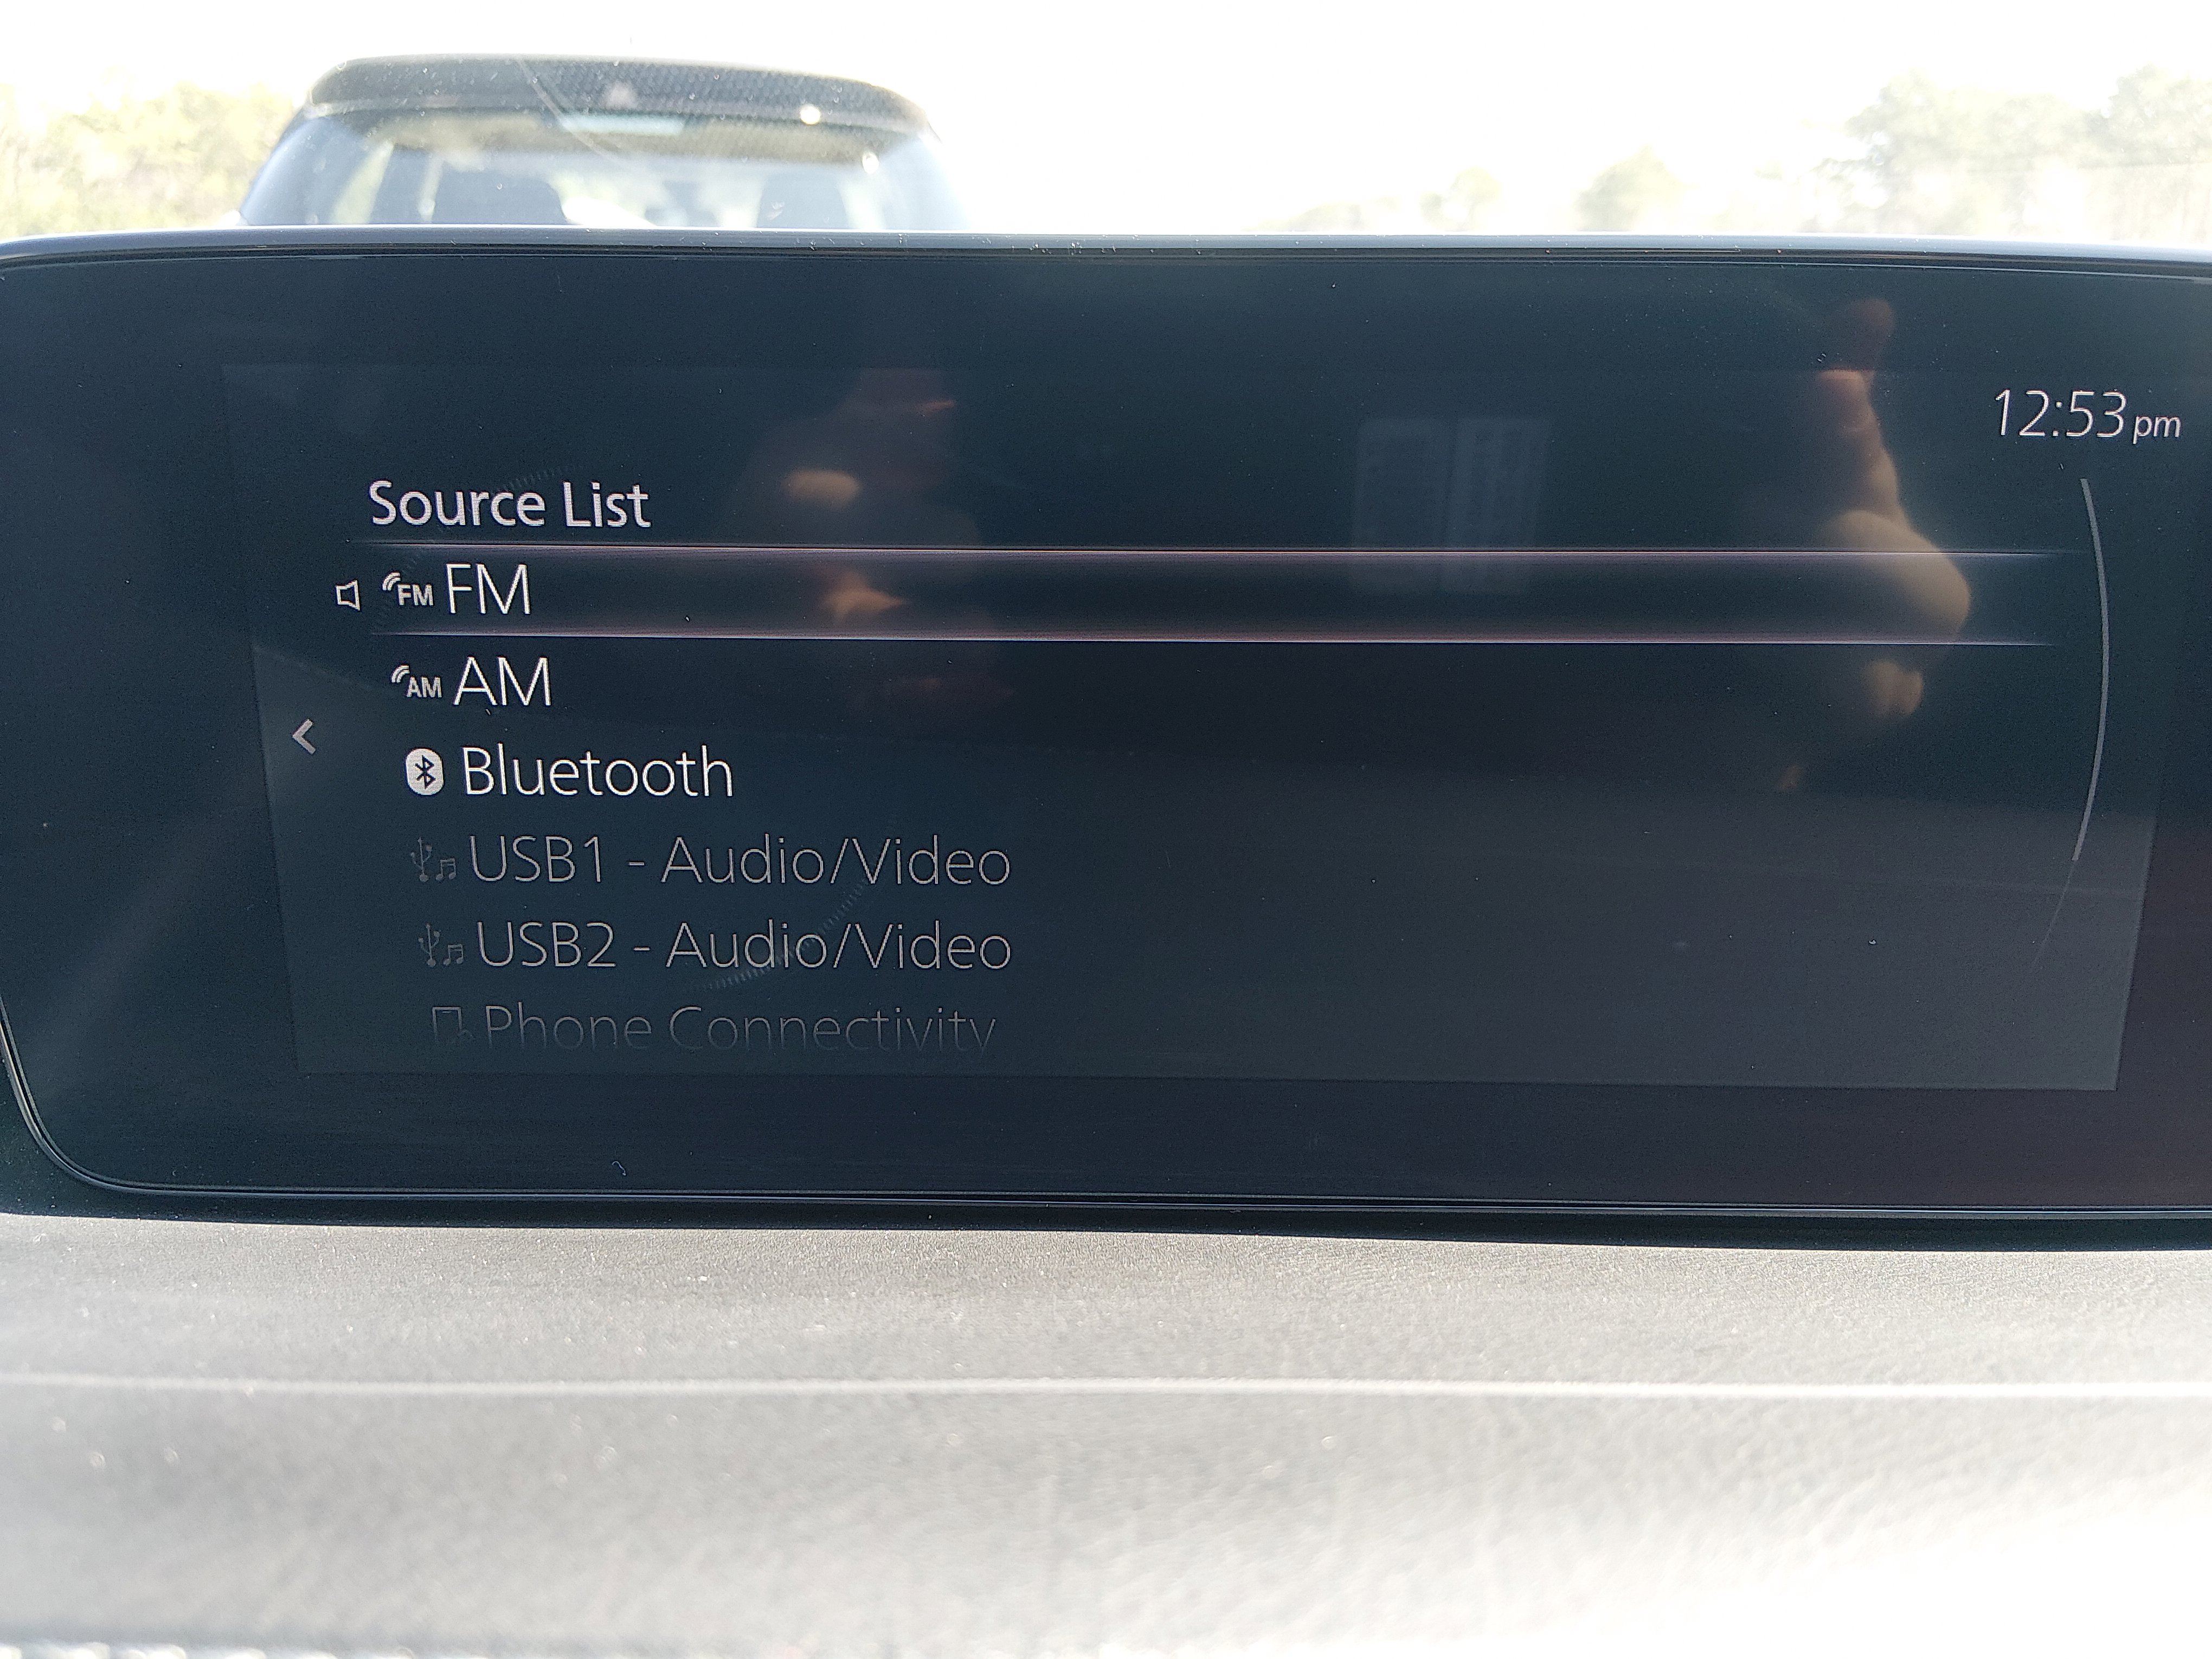 12:53 pm
Source List
FM FM
AM AM
Bluetooth
USB1 - Audio/Video
USB2 - Audio/Video
Phone Connectivity